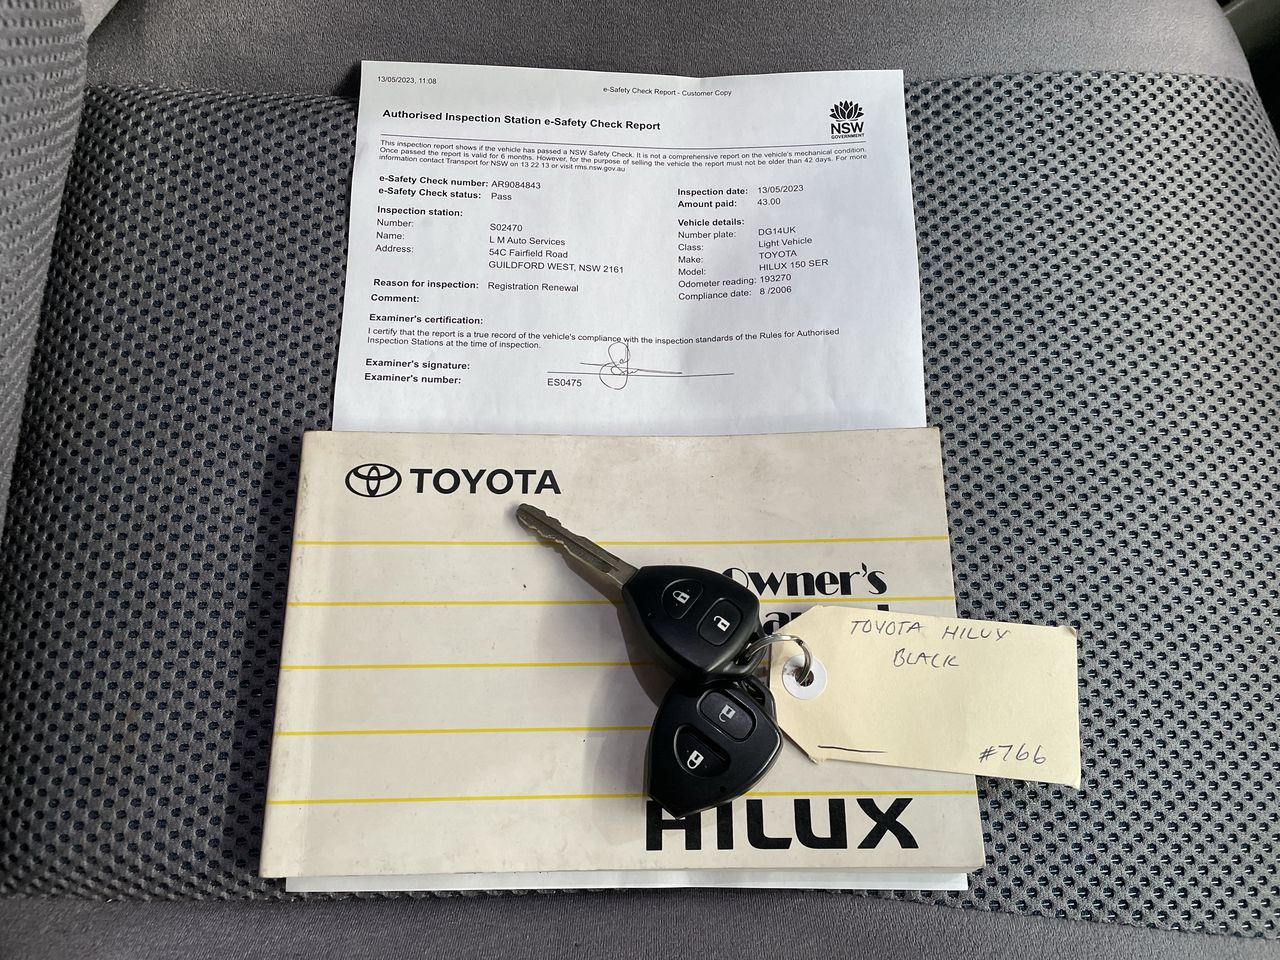 13/05/2023, 11:08
e-Safety Check Report - Customer Copy
Authorised Inspection Station e-Safety Check Report
NSW
GOVERNMENT
This inspection report shows if the vehicle has passed a NSW Safety Check. It is not a comprehensive report on the vehicle's mechanical condition.
Once passed the report is valid for 6 months. However, for the purpose of selling the vehicle the report must not be older than 42 days. For more
information contact Transport for NSW on 13 22 13 or visit rms.nsw.gov.au
e-Safety Check number: AR9084843
e-Safety Check status: Pass
Inspection date: 13/05/2023
Amount paid: 43.00
Inspection station:
Number: S02470
Name: L M Auto Services
Address: 54C Fairfield Road
GUILDFORD WEST, NSW 2161
Vehicle details:
Number plate: DG14UK
Class: Light Vehicle
Make: TOYOTA
Model: HILUX 150 SER
Odometer reading: 193270
Compliance date: 8 /2006
Reason for inspection: Registration Renewal
Comment:
Examiner's certification:
I certify that the report is a true record of the vehicle's compliance with the inspection standards of the Rules for Authorised
Inspection Stations at the time of inspection.
Examiner's signature:
Examiner's number: ES0475
TOYOTA
Owner's
HILUX
TOYOTA HILUX
BLACK
#766